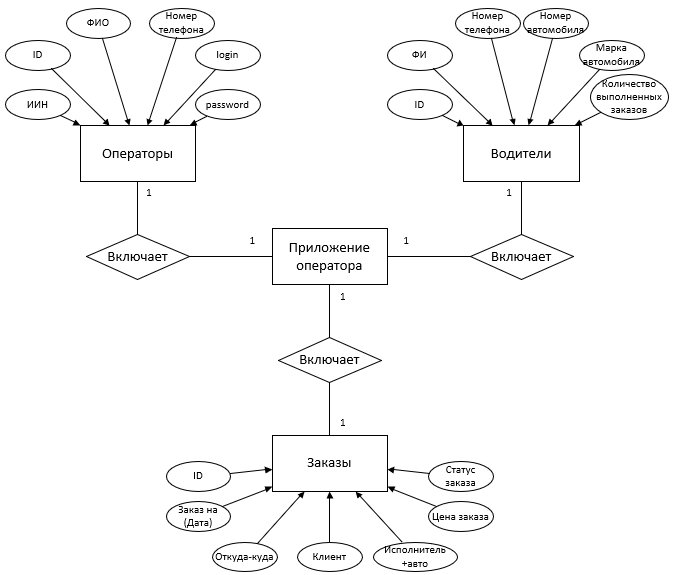 ФИО
Номер
телефона
ID
login
ИИН
password
Операторы
Номер
телефона
Номер
автомобиля
ФИ
Марка
автомобиля
ID
Количество
выполненных
заказов
Водители
1
1
Включает
1
Приложение
оператора
1
Включает
1
Включает
1
Заказы
ID
Статус
заказа
Заказ на
(Дата)
Цена заказа
Откуда-куда
Клиент
Исполнитель
+авто